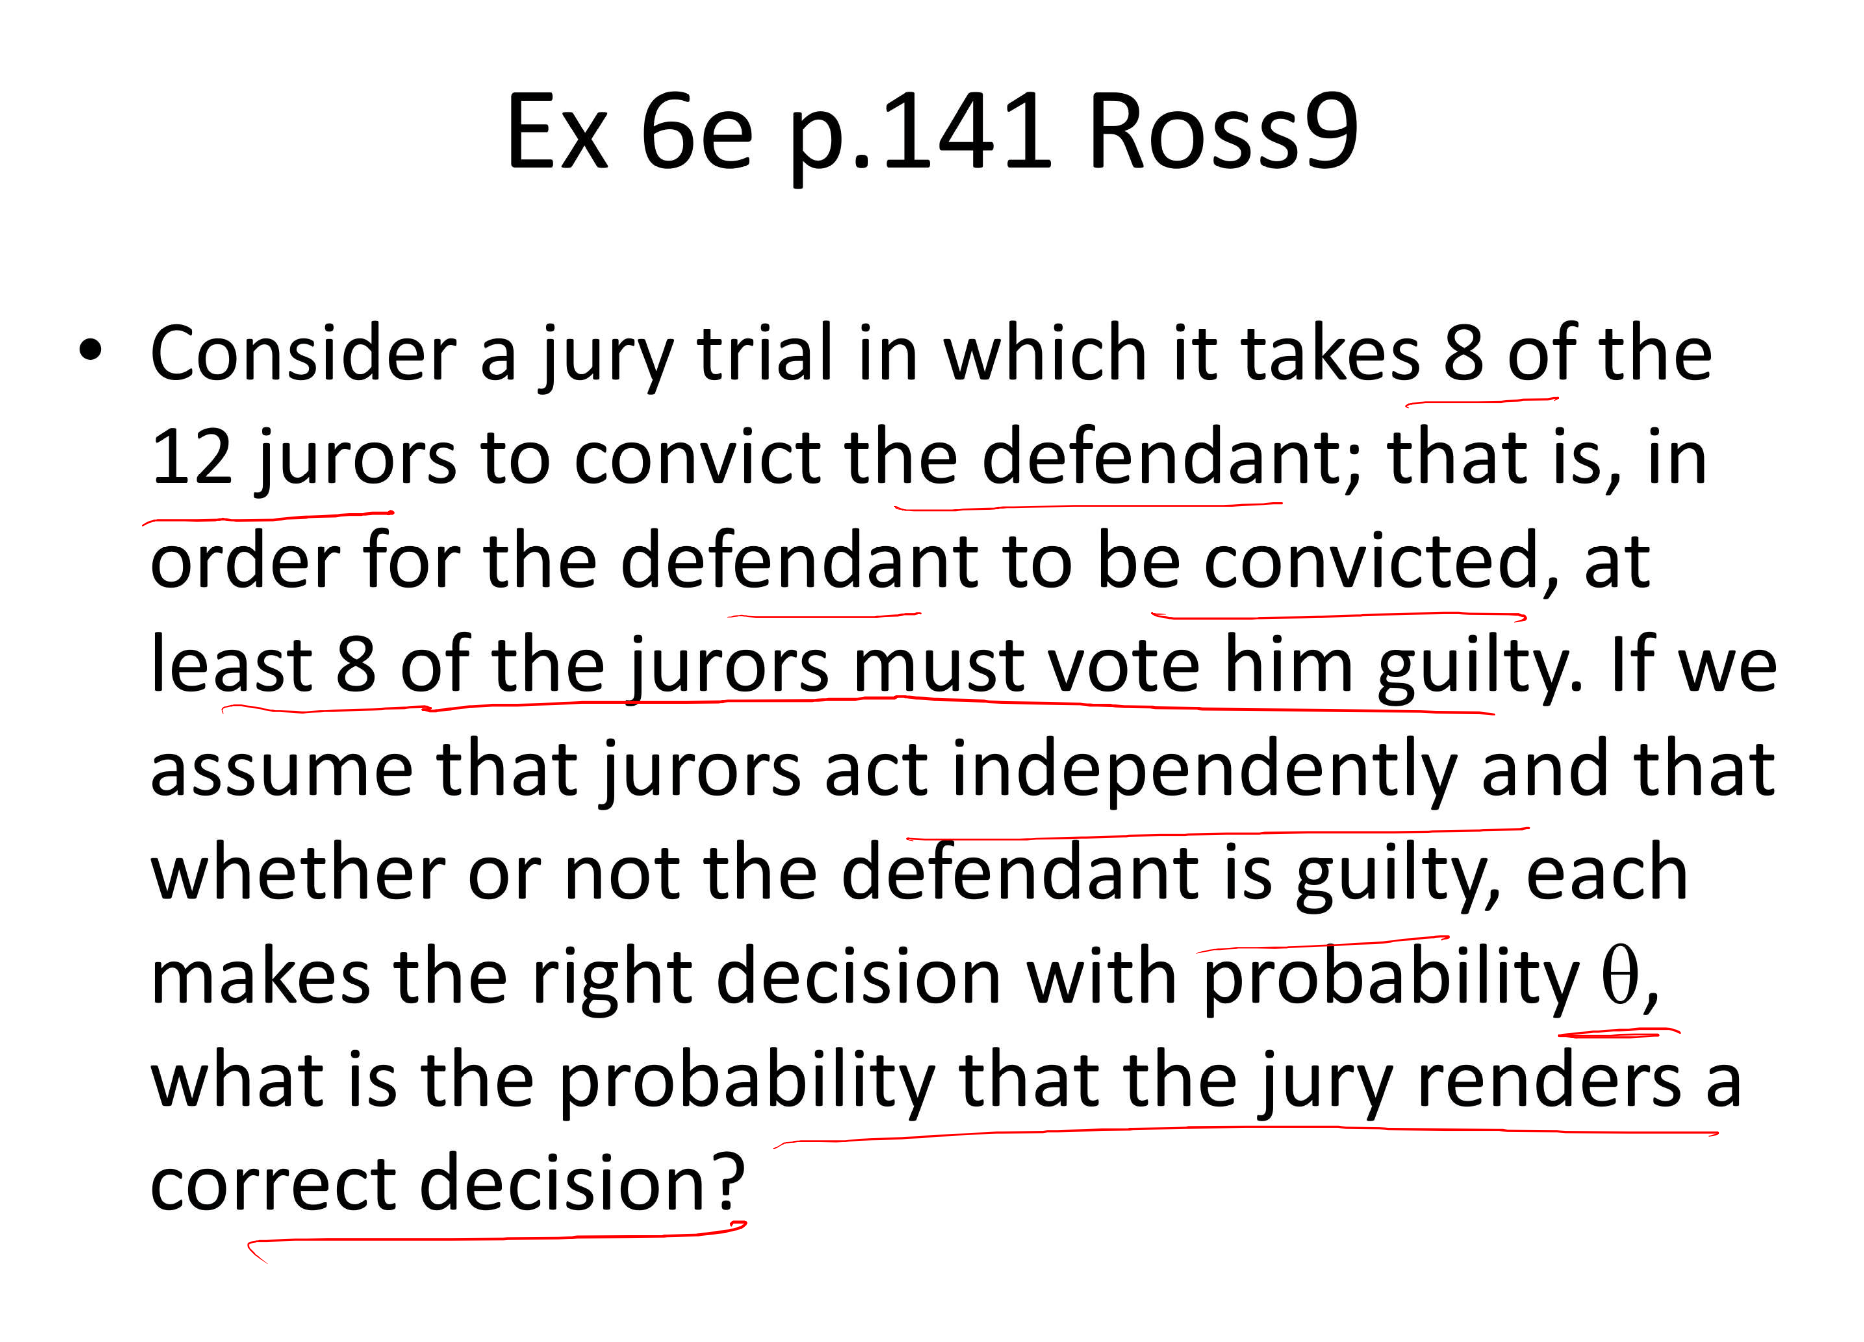 Ex 6e p.141 Ross9
• Consider a jury trial in which it takes 8 of the
12 jurors to convict the defendant; that is, in
order for the defendant to be convicted, at
least 8 of the jurors must vote him guilty. If we
assume that jurors act independently and that
whether or not the defendant is guilty, each
makes the right decision with probability θ,
what is the probability that the jury renders a
correct decision?